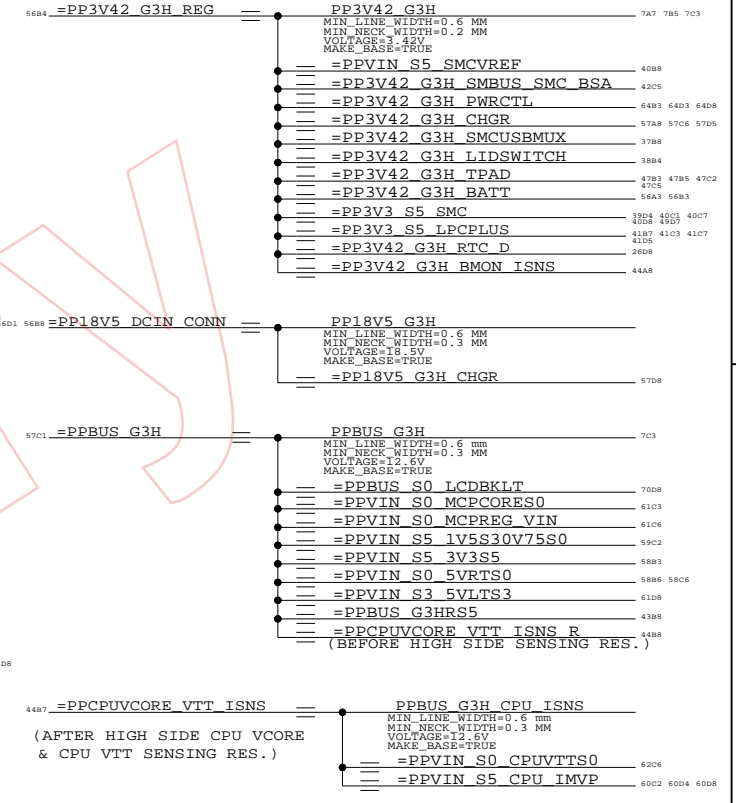 56B4 =PP3V42_G3H_REG PP3V42_G3H 7A7 7B5 7C3
MIN_LINE_WIDTH=0.6 MM
MIN_NECK_WIDTH=0.2 MM
VOLTAGE=3.42V
MAKE_BASE=TRUE
=PPVIN_S5_SMCVREF 40B8
=PP3V42_G3H_SMBUS_SMC_BSA 42C5
=PP3V42_G3H_PWRCTL 64B3 64D3 64D8
=PP3V42_G3H_CHGR 57A8 57C6 57D5
=PP3V42_G3H_SMCUSBMUX 37B8
=PP3V42_G3H_LIDSWITCH 38B4
=PP3V42_G3H_TPAD 47B3 47B5 47C2
47C5
=PP3V42_G3H_BATT 56A3 56B3
=PP3V3_S5_SMC 39D4 40C1 40C7
40D8 49D7
=PP3V3_S5_LPCPLUS 41B7 41C3 41C7
41D5
=PP3V42_G3H_RTC_D 26D8
=PP3V42_G3H_BMON_ISNS 44A8
56B8 =PP18V5_DCIN_CONN PP18V5_G3H
MIN_LINE_WIDTH=0.6 MM
MIN_NECK_WIDTH=0.3 MM
VOLTAGE=18.5V
MAKE_BASE=TRUE
=PP18V5_G3H_CHGR 57D8
57C1 =PPBUS_G3H PPBUS_G3H 7C3
MIN_LINE_WIDTH=0.6 mm
MIN_NECK_WIDTH=0.3 MM
VOLTAGE=12.6V
MAKE_BASE=TRUE
=PPBUS_S0_LCDBKLT 70D8
=PPVIN_S0_MCPCORES0 61C3
=PPVIN_S0_MCPREG_VIN 61C6
=PPVIN_S5_1V5S30V75S0 59C2
=PPVIN_S5_3V3S5 58B3
=PPVIN_S0_5VRTS0 58B6 58C6
=PPVIN_S3_5VLTS3 61D8
=PPBUS_G3HRS5 43B8
=PPCPUVCORE_VTT_ISNS_R 44B8
(BEFORE HIGH SIDE SENSING RES.)
44B7 =PPCPUVCORE_VTT_ISNS PPBUS_G3H_CPU_ISNS
MIN_LINE_WIDTH=0.6 mm
MIN_NECK_WIDTH=0.3 MM
VOLTAGE=12.6V
MAKE_BASE=TRUE
(AFTER HIGH SIDE CPU VCORE
& CPU VTT SENSING RES.)
=PPVIN_S0_CPUVTTS0 62C6
=PPVIN_S5_CPU_IMVP 60C2 60D4 60D8